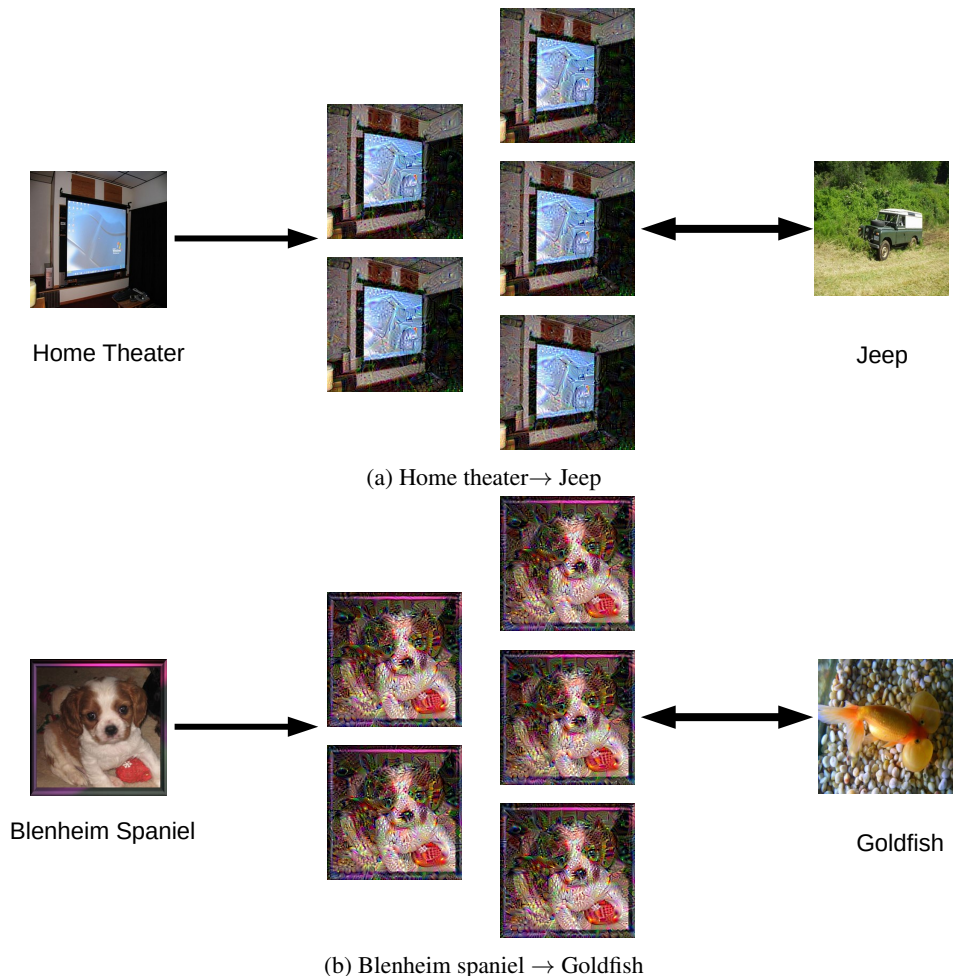 Home Theater
Jeep
(a) Home theater→ Jeep
Blenheim Spaniel
Goldfish
(b) Blenheim spaniel → Goldfish